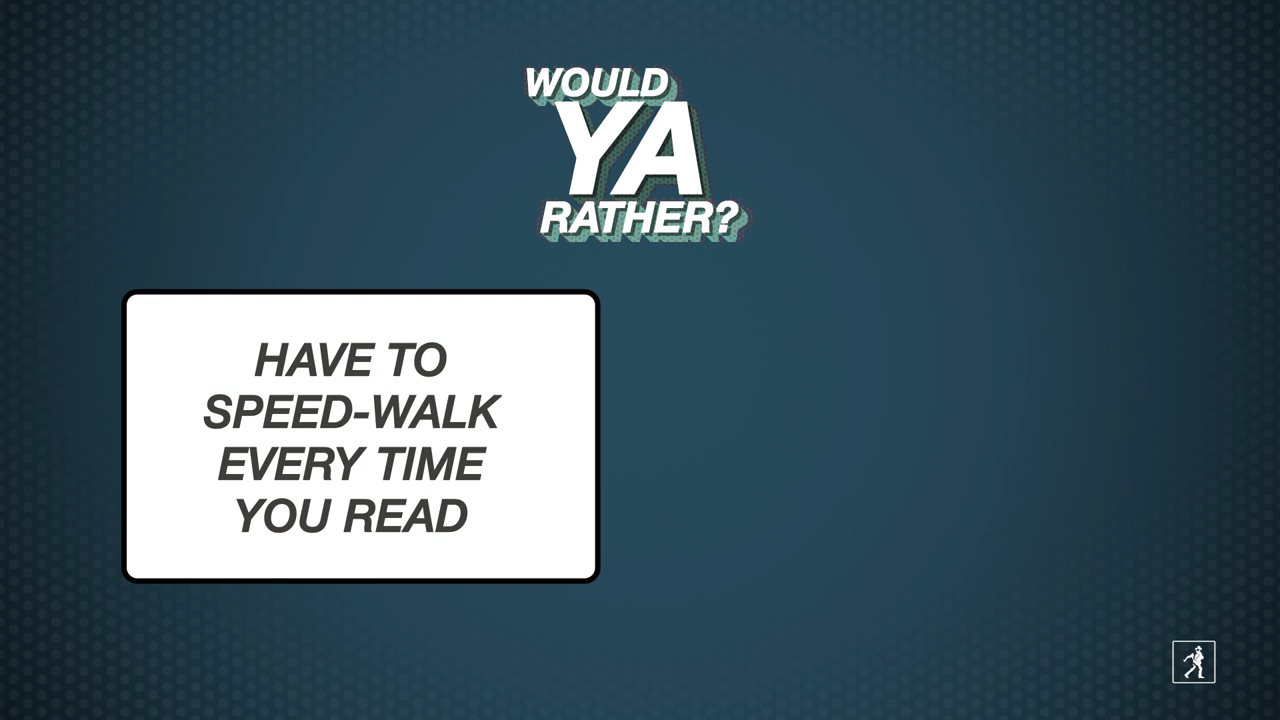 WOULD
YA
RATHER?
HAVE TO
SPEED-WALK
EVERY TIME
YOU READ